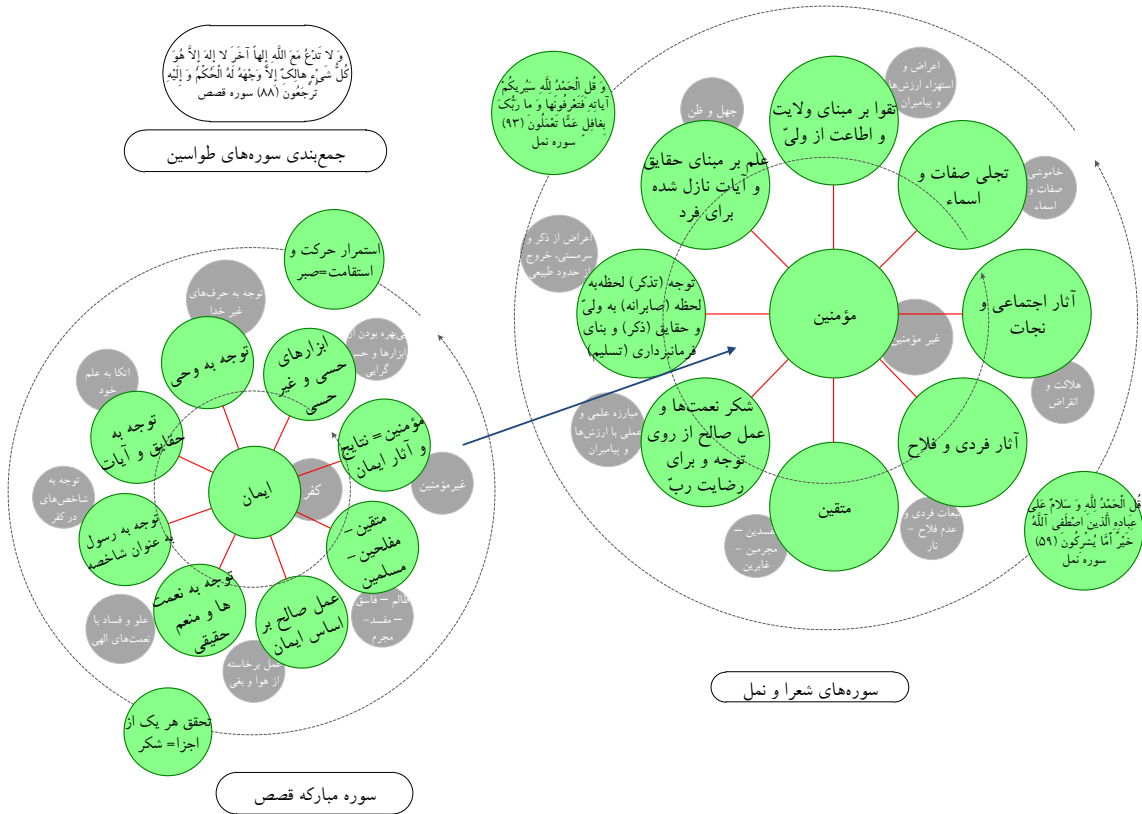 وَ لا تَدْعُ مَعَ اللَّهِ إِلهاً آخَرَ لا إِلهَ إِلاَّ هُوَ
كُلُّ شَيْءٍ هالِكٌ إِلاَّ وَجْهَهُ لَهُ الْحُكْمُ وَ إِلَيْهِ
تُرْجَعُونَ (۸۸) سوره قصص
جمع‌بندی سوره‌های طواسین
وَ قُلِ الْحَمْدُ لِلَّهِ سَيُرِيكُمْ
آياتِهِ فَتَعْرِفُونَها وَ ما رَبُّكَ
بِغافِلٍ عَمَّا تَعْمَلُونَ (۹۳)
سوره نمل
اعراض و
استهزاء ارزش‌ها
و پیامبران
تقوا بر مبنای ولایت
و اطاعت از ولیّ
جهل و ظن
علم بر مبنای حقایق
و آیات نازل شده
برای فرد
تجلی صفات و
اسماء
خاموشی
صفات و
اسماء
اعراض از ذکر و
سرمستی، خروج
از حدود طبیعی
توجه (تذکر) لحظه‌به
لحظه (صابرانه) به ولیّ
و حقایق (ذکر) و بنای
فرمانبرداری (تسلیم)
مؤمنین
غیر مؤمنین
آثار اجتماعی و
نجات
هلاکت و
انقراض
مبارزه علمی و
عملی با ارزش‌ها
و پیامبران
شکر نعمت‌ها و
عمل صالح از روی
توجه و برای
رضایت ربّ
آثار فردی و فلاح
تبعات فردی و
عدم فلاح –
نار
متقین
مفسدین –
مجرمین –
غابرین
قُلِ الْحَمْدُ لِلَّهِ وَ سَلامٌ عَلى
عِبادِهِ الَّذينَ اصْطَفى آللَّهُ
خَيْرٌ أَمَّا يُشْرِكُونَ (۵۹)
سوره نمل
سوره‌های شعرا و نمل
استمرار حرکت و
استقامت=صبر
توجه به حرف‌های
غیر خدا
توجه به وحی
ابزارهای
حسی و غیر
حسی
بی‌بهره بودن از
ابزارها و حس
گرایی
اتکا به علم
خود
توجه به
حقایق و آیات
مؤمنین= نتایج
و آثار ایمان
غیرمؤمنین
ایمان
کفر
توجه به
شاخص‌های
در کفر
توجه به رسول
به عنوان شاخصه
متقین –
مفلحین –
مسلمین
ظالم – فاسق
– مفسد-
مجرم
علو و فساد با
نعمت‌های الهی
توجه به نعمت
ها و منعم
حقیقی
عمل صالح بر
اساس ایمان
عمل برخاسته
از هوا و بغی
تحقق هر یک از
اجزا= شکر
سوره مبارکه قصص